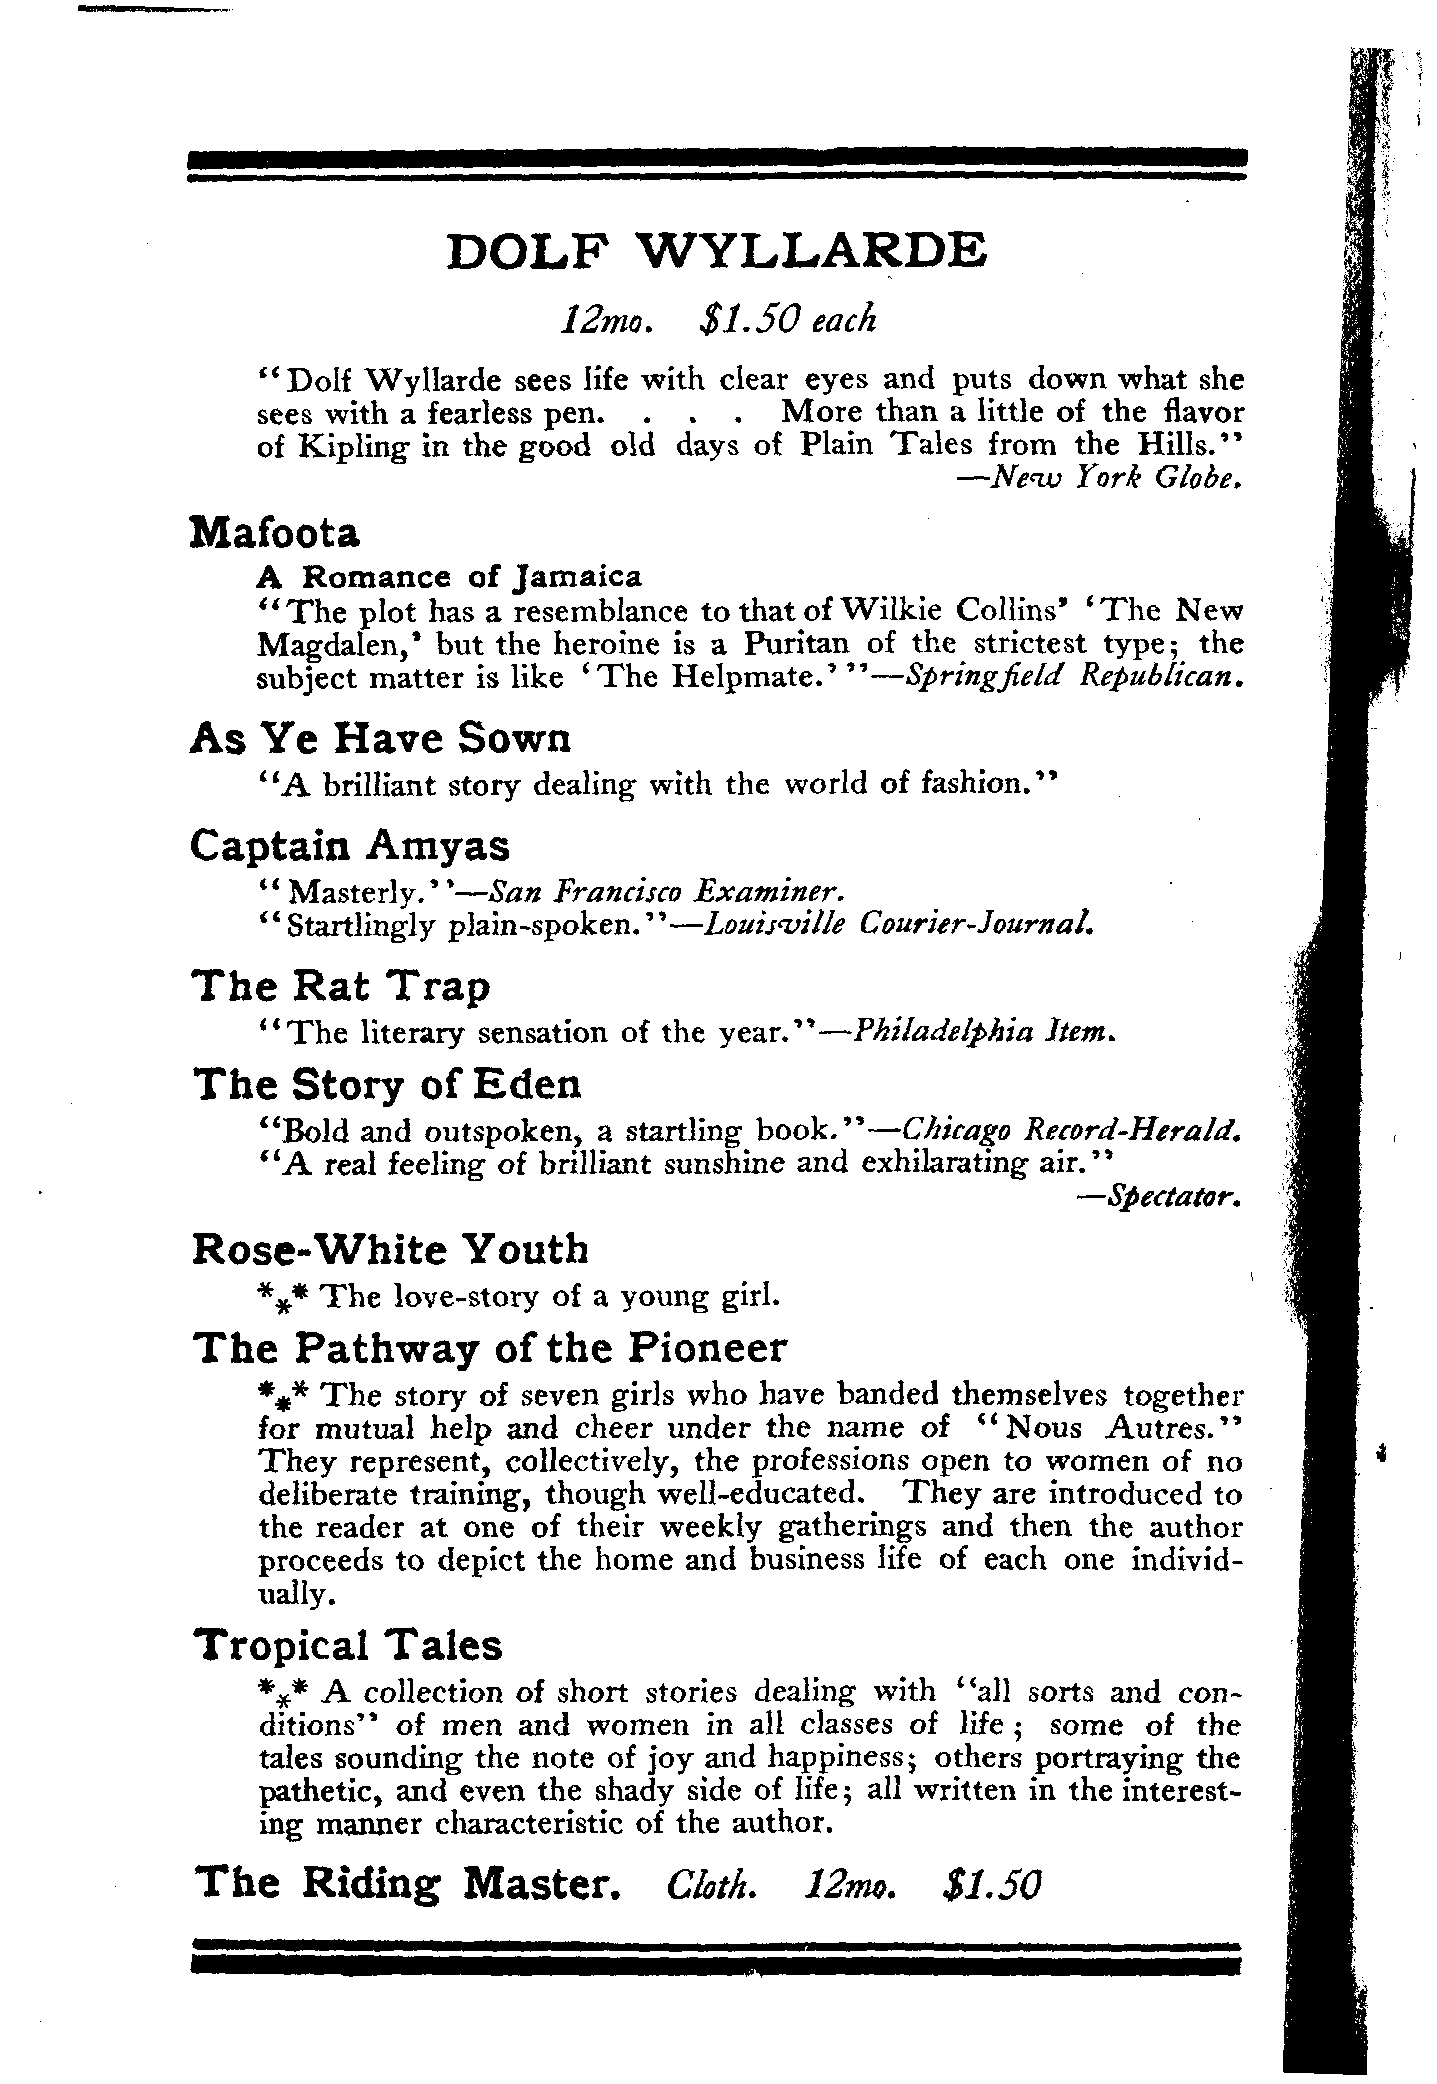 DOLF WYLLARDE
12mo. $1.50 each
"Dolf Wyllarde sees life with clear eyes and puts down what she
sees with a fearless pen. . . . More than a little of the flavor
of Kipling in the good old days of Plain Tales from the Hills."
—New York Globe.
Mafoota
A Romance of Jamaica
"The plot has a resemblance to that of Wilkie Collins' 'The New
Magdalen,' but the heroine is a Puritan of the strictest type; the
subject matter is like 'The Helpmate.'"—Springfield Republican.
As Ye Have Sown
"A brilliant story dealing with the world of fashion."
Captain Amyas
"Masterly."—San Francisco Examiner.
"Startlingly plain-spoken."—Louisville Courier-Journal.
The Rat Trap
"The literary sensation of the year."—Philadelphia Item.
The Story of Eden
"Bold and outspoken, a startling book."—Chicago Record-Herald.
"A real feeling of brilliant sunshine and exhilarating air."
—Spectator.
Rose-White Youth
*** The love-story of a young girl.
The Pathway of the Pioneer
*** The story of seven girls who have banded themselves together
for mutual help and cheer under the name of "Nous Autres."
They represent, collectively, the professions open to women of no
deliberate training, though well-educated. They are introduced to
the reader at one of their weekly gatherings and then the author
proceeds to depict the home and business life of each one individ-
ually.
Tropical Tales
*** A collection of short stories dealing with "all sorts and con-
ditions" of men and women in all classes of life; some of the
tales sounding the note of joy and happiness; others portraying the
pathetic, and even the shady side of life; all written in the interest-
ing manner characteristic of the author.
The Riding Master. Cloth. 12mo. $1.50